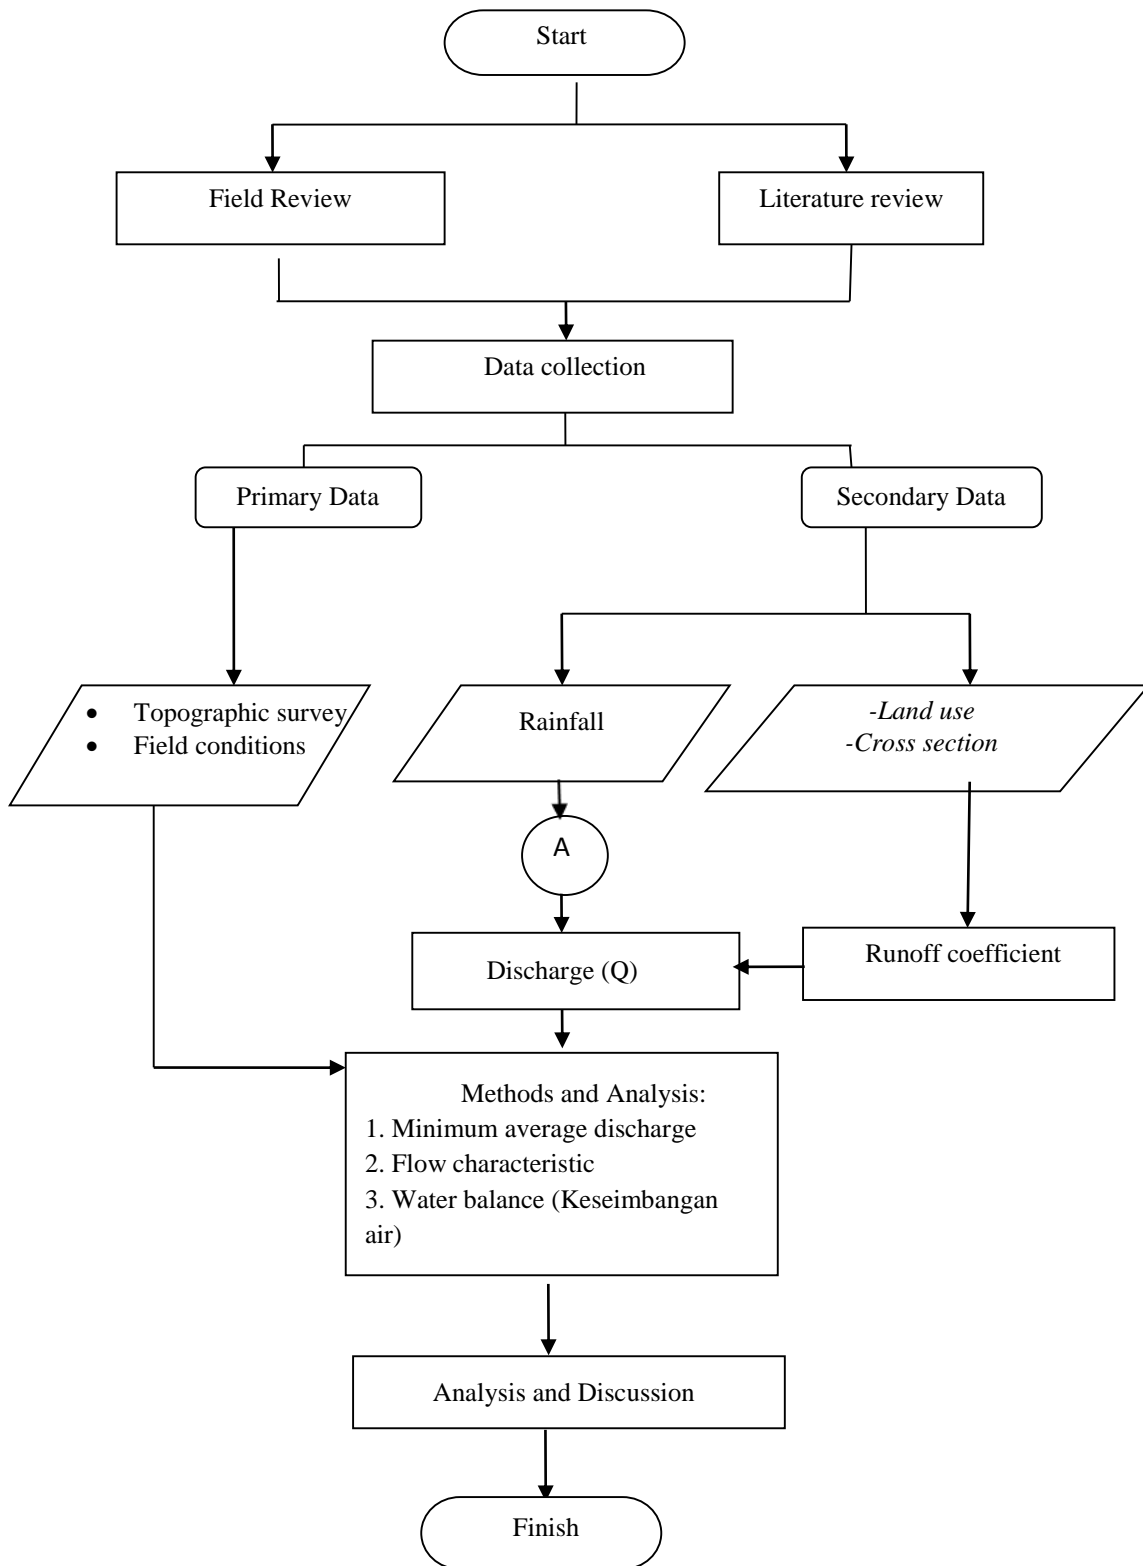 Start
Field Review
Literature review
Data collection
Primary Data
Secondary Data
• Topographic survey
• Field conditions
Rainfall
-Land use
-Cross section
A
Runoff coefficient
Discharge (Q)
Methods and Analysis:
1. Minimum average discharge
2. Flow characteristic
3. Water balance (Keseimbangan
air)
Analysis and Discussion
Finish